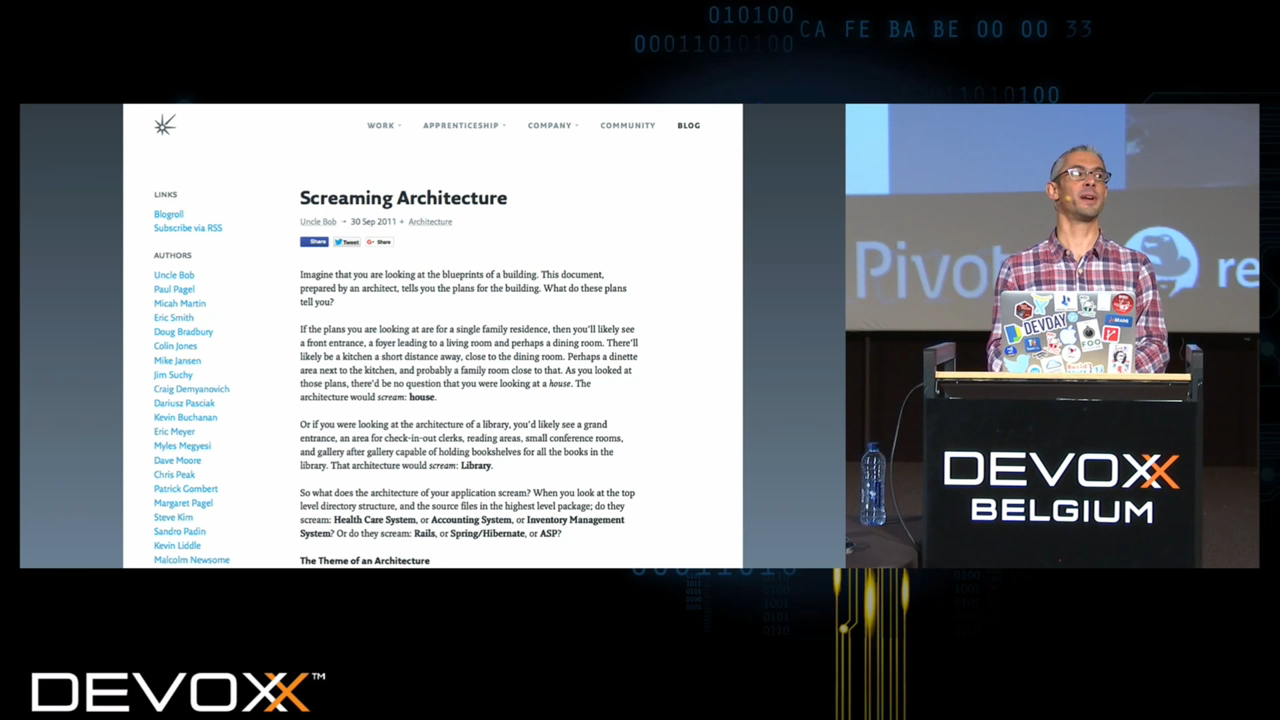 010100
00011010100
CA FE BA BE 00 00 33
11010100
WORK
APPRENTICESHIP
COMPANY
COMMUNITY
BLOG
LINKS
Blogroll
Subscribe via RSS
AUTHORS
Uncle Bob
Paul Pagel
Micah Martin
Eric Smith
Doug Bradbury
Colin Jones
Mike Jansen
Jim Suchy
Craig Demyanovich
Dariusz Pasciak
Kevin Buchanan
Eric Meyer
Myles Megyesi
Dave Moore
Chris Peak
Patrick Gombert
Margaret Pagel
Steve Kim
Sandro Padin
Kevin Liddle
Malcolm Newsome
Screaming Architecture
Uncle Bob 30 Sep 2011 Architecture
Share Tweet Share
Imagine that you are looking at the blueprints of a building. This document,
prepared by an architect, tells you the plans for the building. What do these plans
tell you?
If the plans you are looking at are for a single family residence, then you'll likely see
a front entrance, a foyer leading to a living room and perhaps a dining room. There'll
likely be a kitchen a short distance away, close to the dining room. Perhaps a dinette
area next to the kitchen, and probably a family room close to that. As you looked at
those plans, there'd be no question that you were looking at a house. The
architecture would scream: house.
Or if you were looking at the architecture of a library, you'd likely see a grand
entrance, an area for check-in-out clerks, reading areas, small conference rooms,
and gallery after gallery capable of holding bookshelves for all the books in the
library. That architecture would scream: Library.
So what does the architecture of your application scream? When you look at the top
level directory structure, and the source files in the highest level package; do they
scream: Health Care System, or Accounting System, or Inventory Management
System? Or do they scream: Rails, or Spring/Hibernate, or ASP?
The Theme of an Architecture
Pivot
re
DEVDAY
FOO
DEVOXX
BELGIUM
DEVOXX™